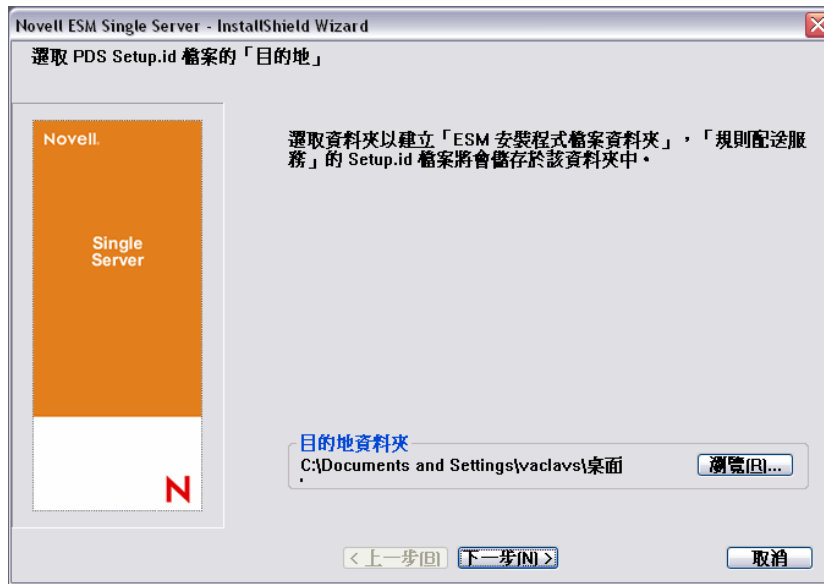 Novell ESM Single Server - InstallShield Wizard
選取 PDS Setup.id 檔案的「目的地」
Novell.
Single
Server
N
選取資料夾以建立「ESM 安裝程式檔案資料夾」，「規則配送服
務」的 Setup.id 檔案將會儲存於該資料夾中。
目的地資料夾
C:\Documents and Settings\vaclavs\桌面
瀏覽(R)...
< 上一步(B)
下一步(N) >
取消